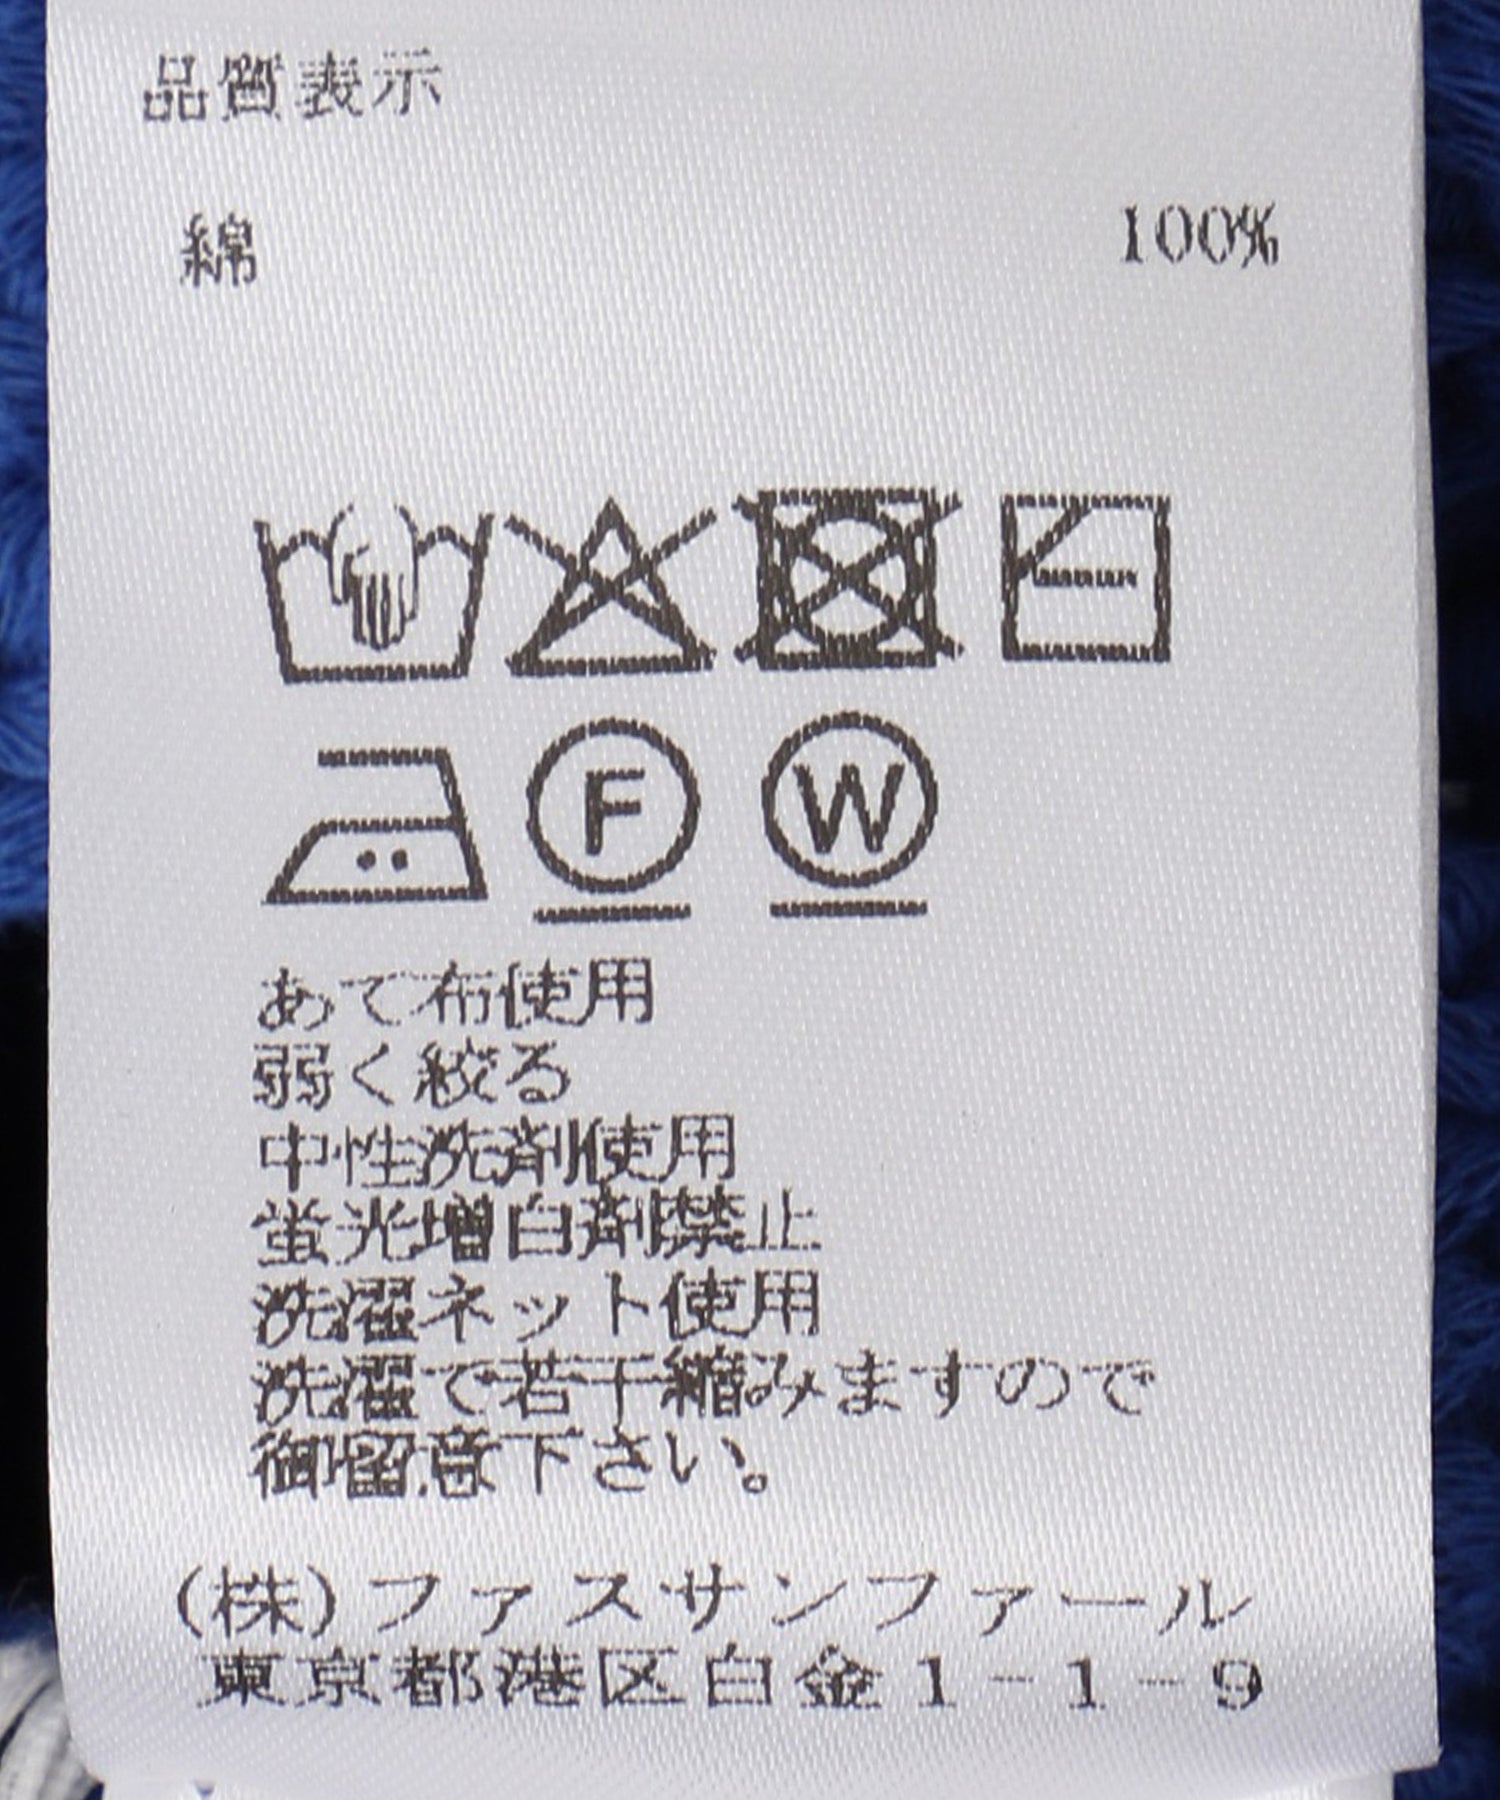 品質表示
綿 100%
F W
あて布使用
弱く絞る
中性洗剤使用
蛍光増白剤禁止
洗濯ネット使用
洗濯で若干縮みますので
御留意下さい。
(株)ファスサンファール
東京都港区白金1-1-9